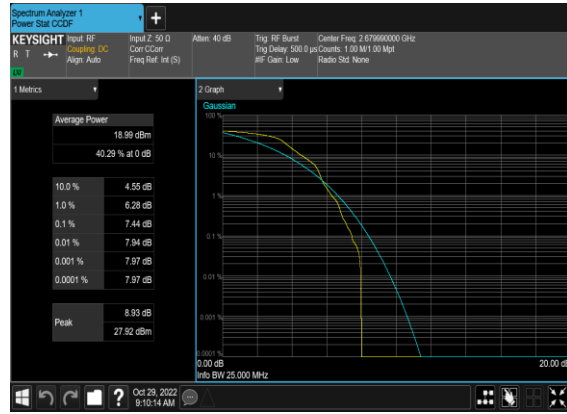 Spectrum Analyzer 1
Power Stat CCDF
KEYSIGHT
R T
LXI
Input: RF
Coupling: DC
Align: Auto
Input Z: 50 Ω
Corr CCorr
Freq Ref: Int (S)
Atten: 40 dB
Trig: RF Burst
Trig Delay: 500.0 µs
#IF Gain: Low
Center Freq: 2.679990000 GHz
Counts: 1.00 M/1.00 Mpt
Radio Std: None
1 Metrics
Average Power
18.99 dBm
40.29 % at 0 dB
10.0 % 4.55 dB
1.0 % 6.28 dB
0.1 % 7.44 dB
0.01 % 7.94 dB
0.001 % 7.97 dB
0.0001 % 7.97 dB
Peak
8.93 dB
27.92 dBm
2 Graph
Gaussian
100 %
10 %
1 %
0.1 %
0.01 %
0.001 %
0.0001 %
0.00 dB
20.00 dB
Info BW 25.000 MHz
?
Oct 29, 2022
9:10:14 AM